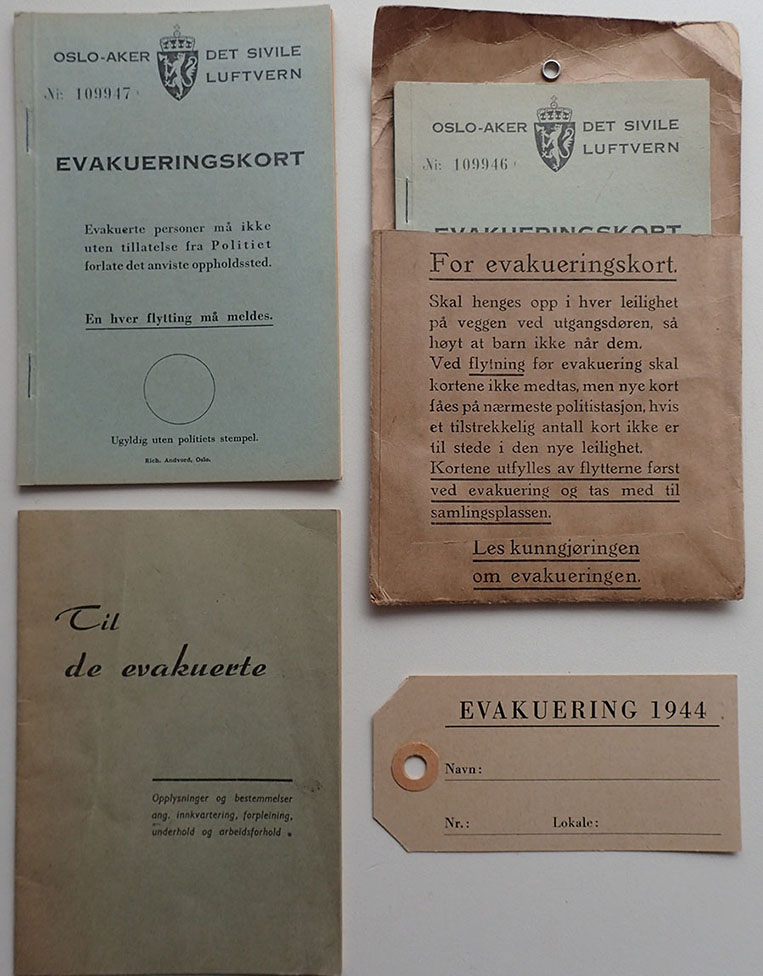 OSLO-AKER DET SIVILE
LUFTVERN
Nr. 109947
EVAKUERINGSKORT
Evakuerte personer må ikke
uten tillatelse fra Politiet
forlate det anviste oppholdssted.
En hver flytting må meldes.
Ugyldig uten politiets stempel.
Rich. Andvord, Oslo.
OSLO-AKER DET SIVILE
LUFTVERN
Nr. 109946
EVAKUERINGSKORT
For evakueringskort.
Skal henges opp i hver leilighet
på veggen ved utgangsdøren, så
høyt at barn ikke når dem.
Ved flytning før evakuering skal
kortene ikke medtas, men nye kort
fåes på nærmeste politistasjon, hvis
et tilstrekkelig antall kort ikke er
til stede i den nye leilighet.
Kortene utfylles av flytterne først
ved evakuering og tas med til
samlingsplassen.
Les kunngjøringen
om evakueringen.
Til
de evakuerte
Opplysninger og bestemmelser
ang. innkvartering, forpleining,
underhold og arbeidsforhold.
EVAKUERING 1944
Navn:
Nr.: Lokale: